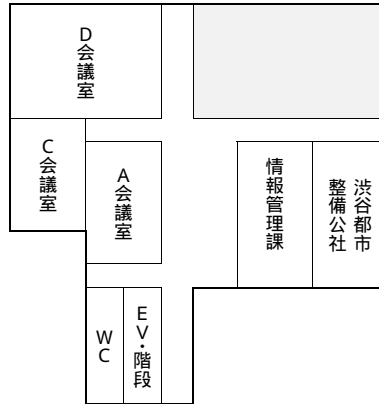 D会議室
C会議室
A会議室
情報管理課
渋谷都市
整備公社
WC
EV・階段